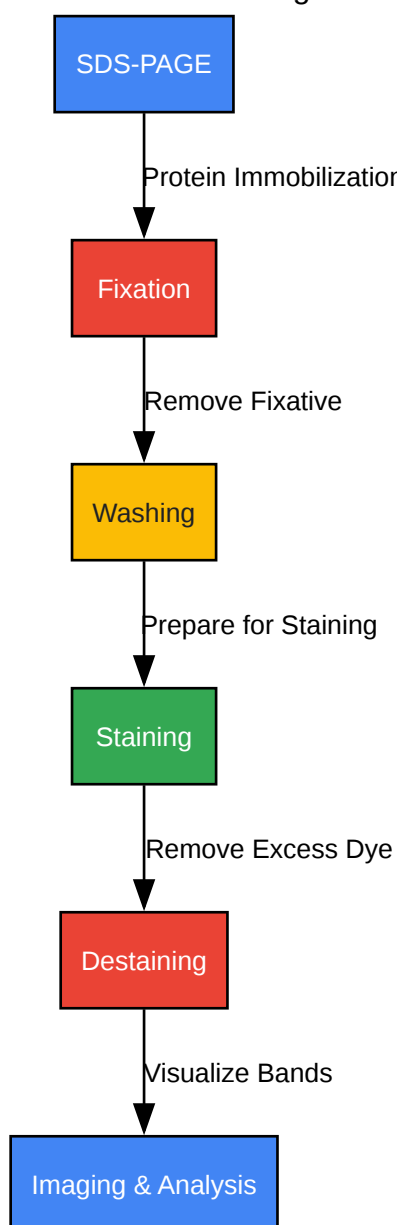 SDS-PAGE
Protein Immobilization
Fixation
Remove Fixative
Washing
Prepare for Staining
Staining
Remove Excess Dye
Destaining
Visualize Bands
Imaging & Analysis